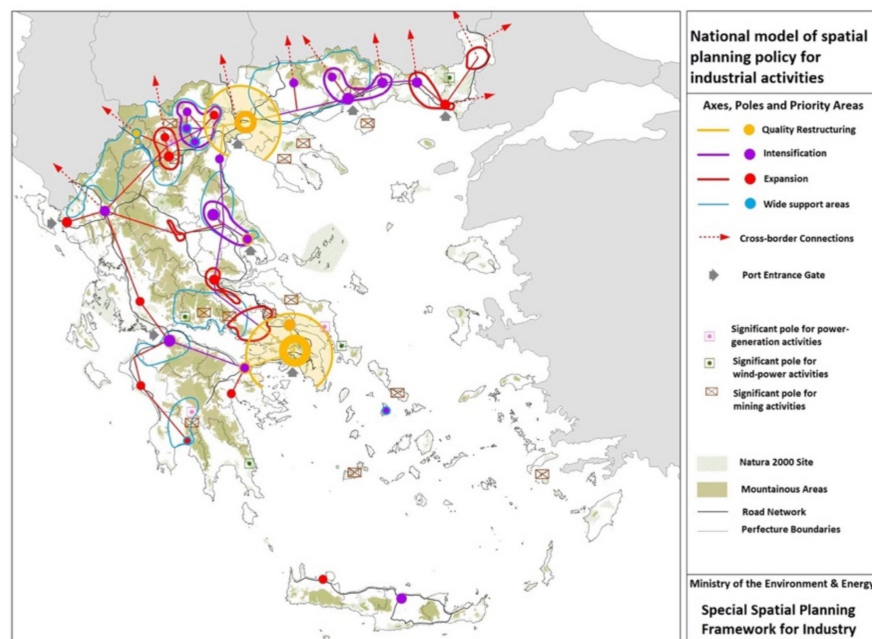 National model of spatial
planning policy for
industrial activities
Axes, Poles and Priority Areas
Quality Restructuring
Intensification
Expansion
Wide support areas
Cross-border Connections
Port Entrance Gate
Significant pole for power-
generation activities
Significant pole for
wind-power activities
Significant pole for
mining activities
Natura 2000 Site
Mountainous Areas
Road Network
Perfecture Boundaries
Ministry of the Environment & Energy
Special Spatial Planning
Framework for Industry